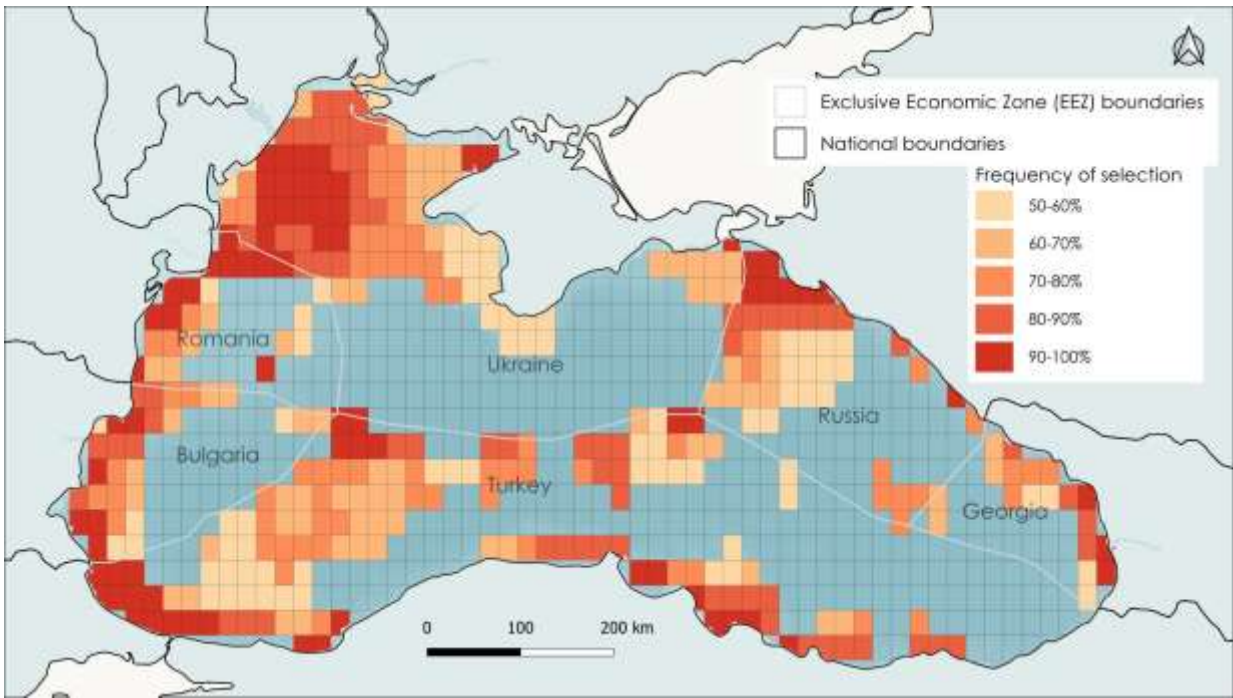 Exclusive Economic Zone (EEZ) boundaries
National boundaries
Frequency of selection
50-60%
60-70%
70-80%
80-90%
90-100%
Romania
Ukraine
Russia
Bulgaria
Turkey
Georgia
0 100 200 km